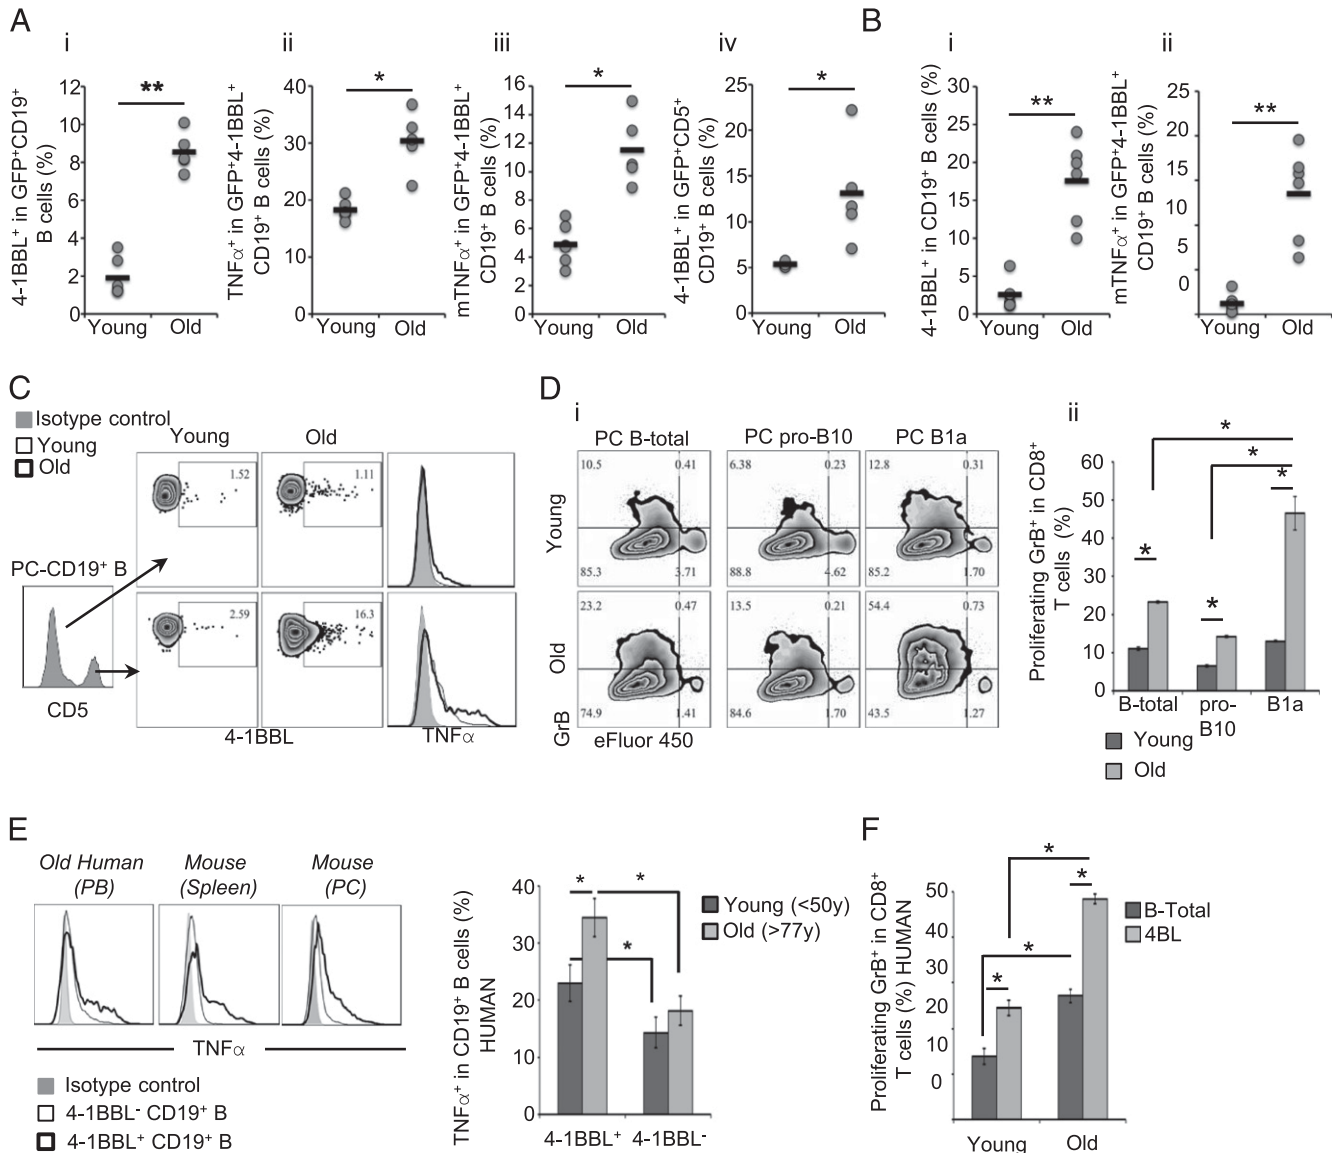 A
i
4-1BBL⁺ in GFP⁺CD19⁺
B cells (%)
12
10
8
6
4
2
0
**
Young
Old
ii
TNFα⁺ in GFP⁺4-1BBL⁺
CD19⁺ B cells (%)
40
30
20
10
0
*
Young
Old
iii
mTNFα⁺ in GFP⁺4-1BBL⁺
CD19⁺ B cells (%)
16
14
12
10
8
6
4
2
0
*
Young
Old
iv
4-1BBL⁺ in GFP⁺CD5⁺
CD19⁺ B cells (%)
25
20
15
10
5
0
*
Young
Old
B
i
4-1BBL⁺ in CD19⁺ B cells (%)
30
25
20
15
10
5
0
**
Young
Old
ii
mTNFα⁺ in GFP⁺4-1BBL⁺
CD19⁺ B cells (%)
25
20
15
10
5
0
**
Young
Old
C
Isotype control
Young
Old
Young
Old
1.52
1.11
PC-CD19⁺ B
2.59
16.3
CD5
4-1BBL
TNFα
D
i
PC B-total
PC pro-B10
PC B1a
Young
10.5
0.41
85.3
3.71
6.38
0.23
88.8
4.62
12.8
0.31
85.2
1.70
Old
23.2
0.47
74.9
1.41
13.5
0.21
84.6
1.70
54.4
0.73
43.5
1.27
GrB
eFluor 450
ii
Proliferating GrB⁺ in CD8⁺
T cells (%)
60
50
40
30
20
10
0
*
*
*
*
*
B-total
pro-
B10
B1a
Young
Old
E
Old Human
(PB)
Mouse
(Spleen)
Mouse
(PC)
TNFα
Isotype control
4-1BBL⁻ CD19⁺ B
4-1BBL⁺ CD19⁺ B
TNFα⁺ in CD19⁺ B cells (%)
HUMAN
40
30
20
10
0
*
*
*
4-1BBL⁺
4-1BBL⁻
Young (<50y)
Old (>77y)
F
Proliferating GrB⁺ in CD8⁺
T cells (%) HUMAN
50
40
30
20
10
0
*
*
*
*
Young
Old
B-Total
4BL